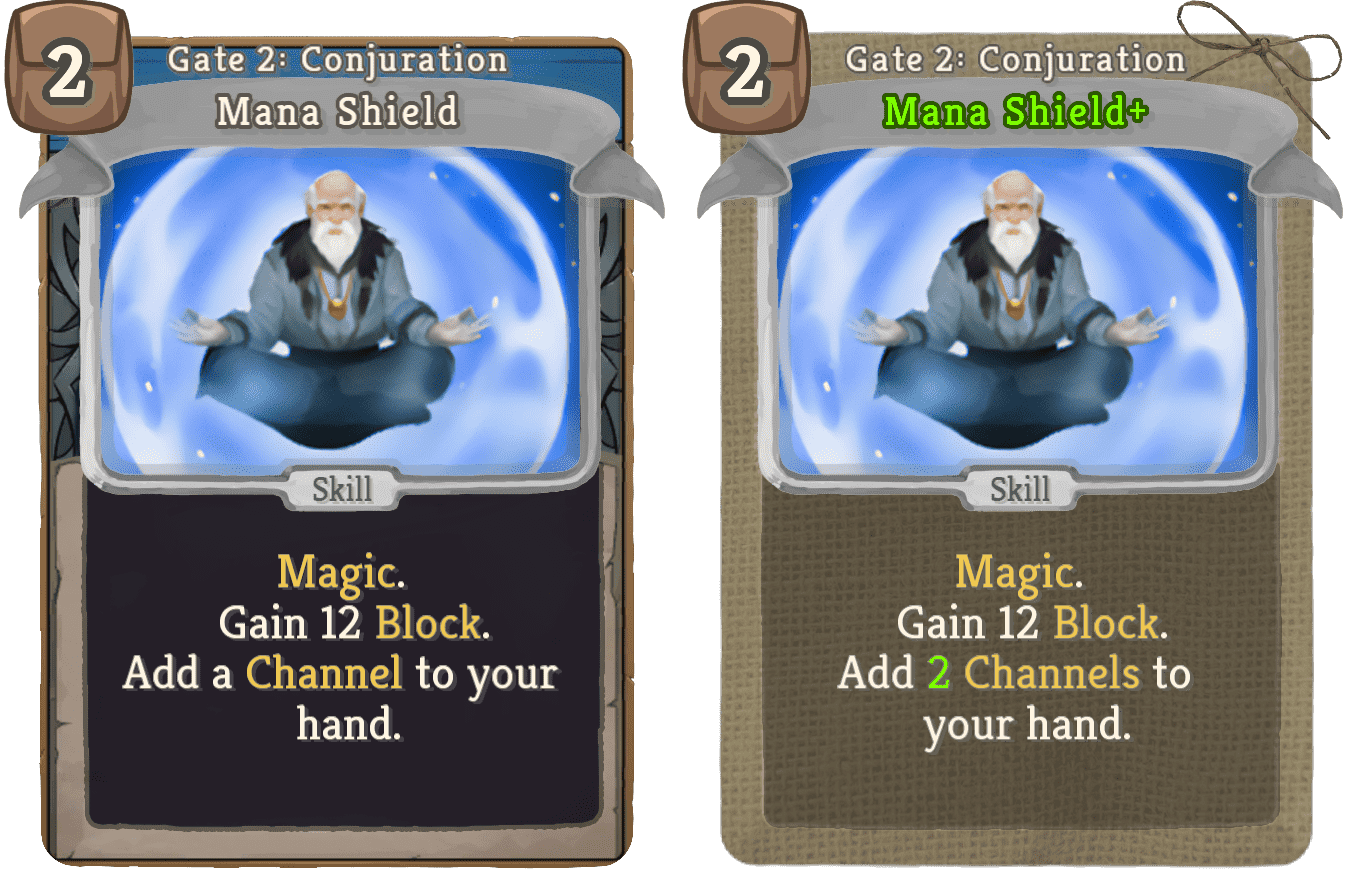 2
Gate 2: Conjuration
Mana Shield
Skill
Magic.
Gain 12 Block.
Add a Channel to your
hand.
2
Gate 2: Conjuration
Mana Shield+
Skill
Magic.
Gain 12 Block.
Add 2 Channels to
your hand.